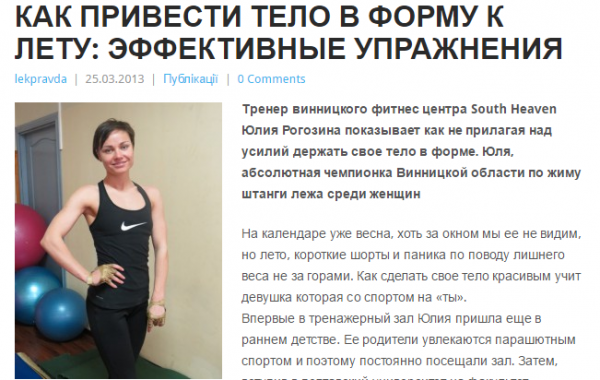 КАК ПРИВЕСТИ ТЕЛО В ФОРМУ К
ЛЕТУ: ЭФФЕКТИВНЫЕ УПРАЖНЕНИЯ
lekpravda | 25.03.2013 | Публікації | 0 Comments
Тренер винницкого фитнес центра South Heaven
Юлия Рогозина показывает как не прилагая над
усилий держать свое тело в форме. Юля,
абсолютная чемпионка Винницкой области по жиму
штанги лежа среди женщин
На календаре уже весна, хоть за окном мы ее не видим,
но лето, короткие шорты и паника по поводу лишнего
веса не за горами. Как сделать свое тело красивым учит
девушка которая со спортом на «ты».
Впервые в тренажерный зал Юлия пришла еще в
раннем детстве. Ее родители увлекаются парашютным
спортом и поэтому постоянно посещали зал. Затем,